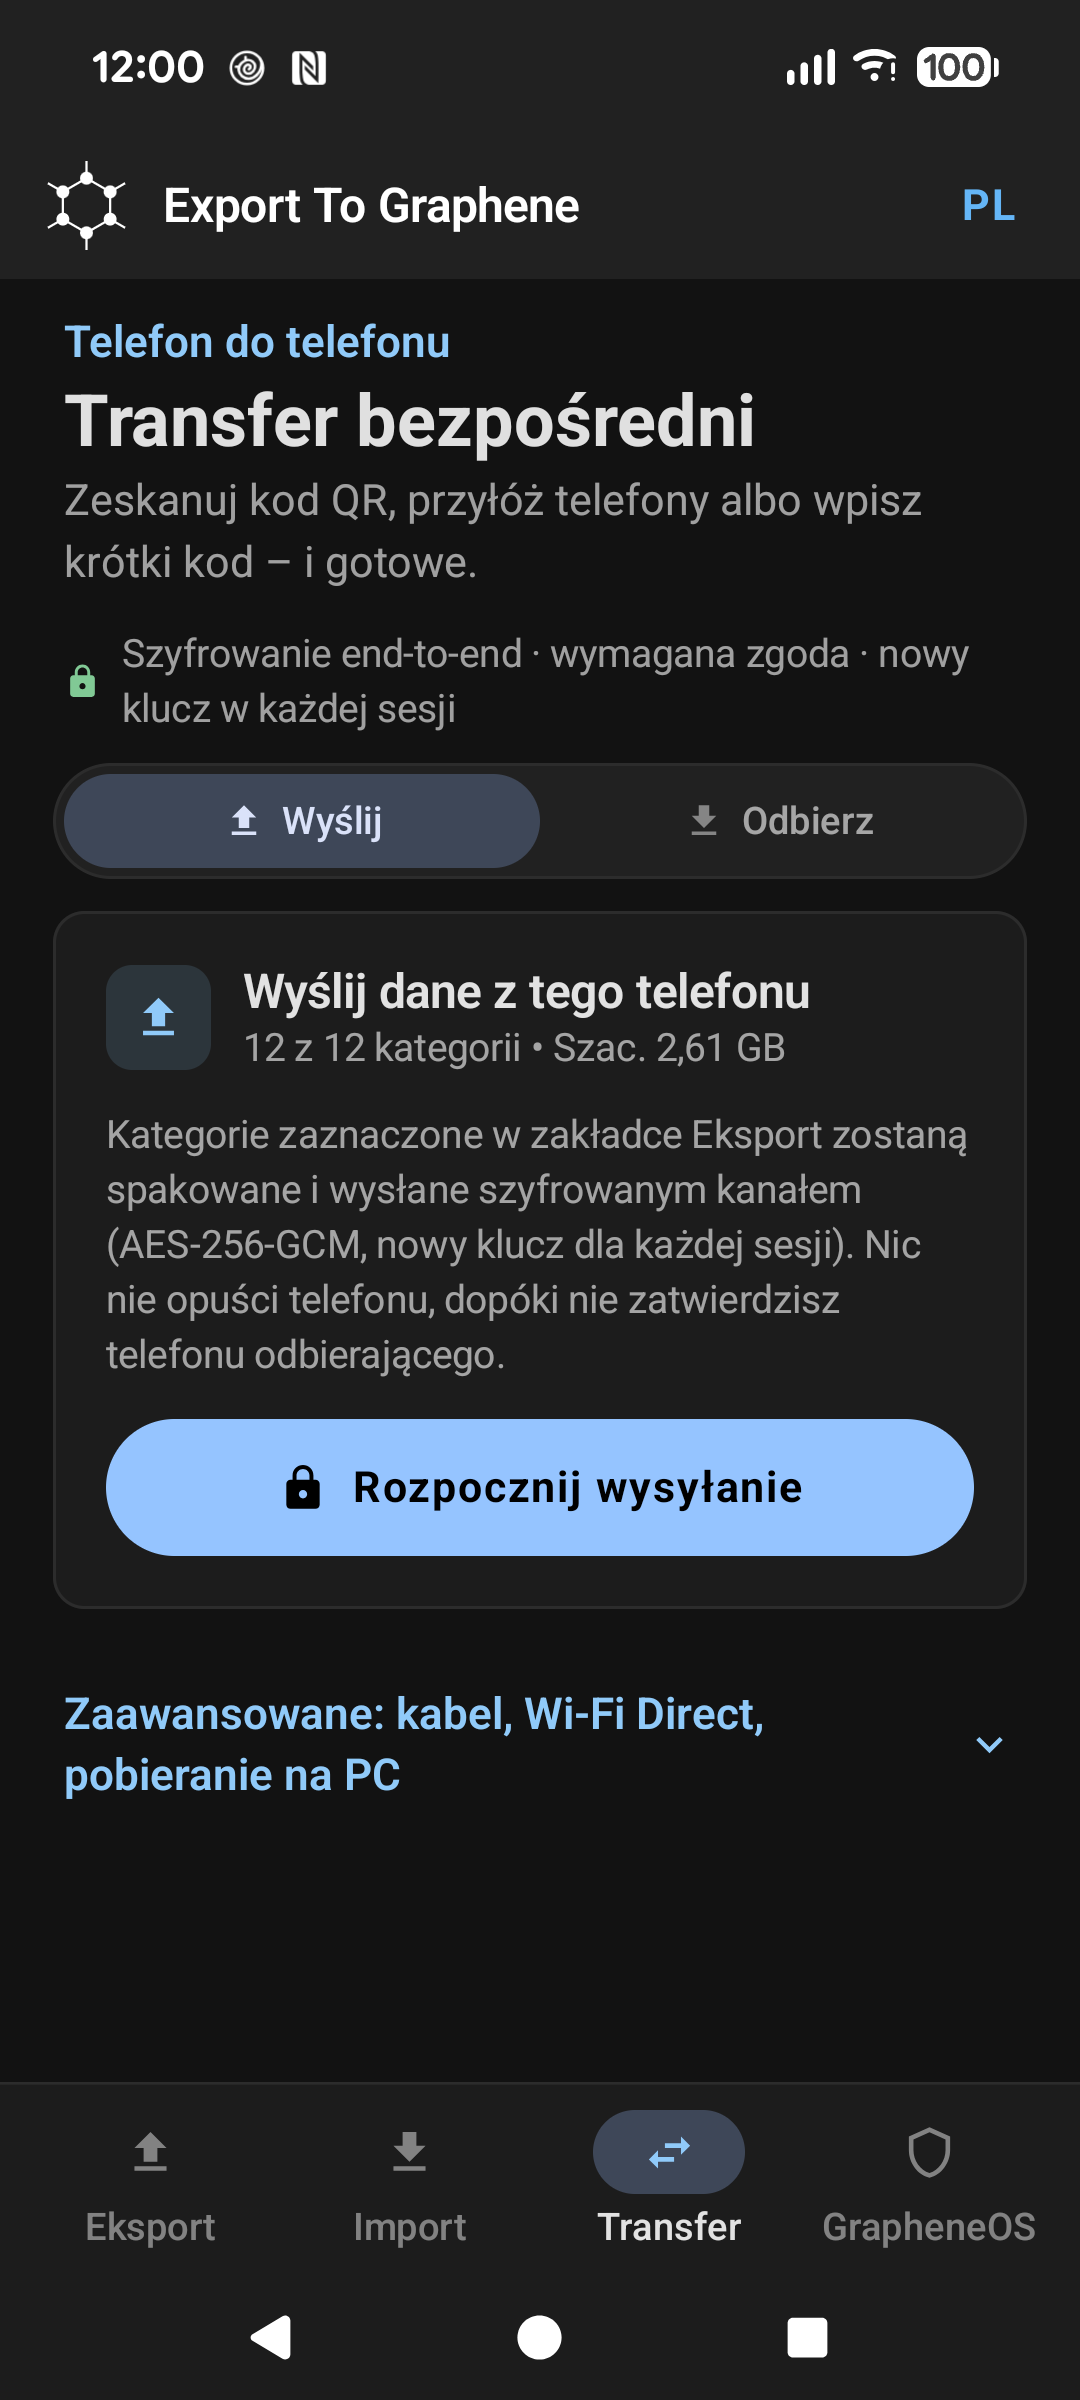 12:00
100
Export To Graphene
PL
Telefon do telefonu
Transfer bezpośredni
Zeskanuj kod QR, przyłóż telefony albo wpisz
krótki kod – i gotowe.
Szyfrowanie end-to-end · wymagana zgoda · nowy
klucz w każdej sesji
Wyślij
Odbierz
Wyślij dane z tego telefonu
12 z 12 kategorii • Szac. 2,61 GB
Kategorie zaznaczone w zakładce Eksport zostaną
spakowane i wysłane szyfrowanym kanałem
(AES-256-GCM, nowy klucz dla każdej sesji). Nic
nie opuści telefonu, dopóki nie zatwierdzisz
telefonu odbierającego.
Rozpocznij wysyłanie
Zaawansowane: kabel, Wi-Fi Direct,
pobieranie na PC
Eksport
Import
Transfer
GrapheneOS